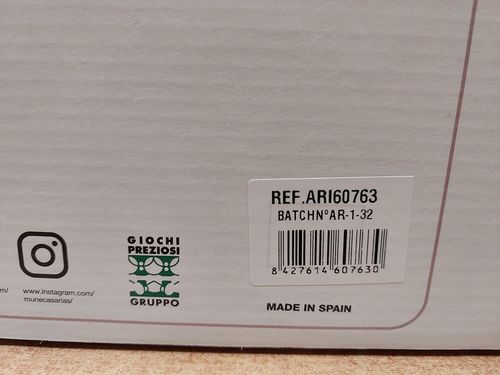 REF.ARI60763
BATCHNºAR-1-32
8 427614 607630
GIOCHI
PREZIOSI
GRUPPO
m/
www.instagram.com/
munecasarias/
MADE IN SPAIN